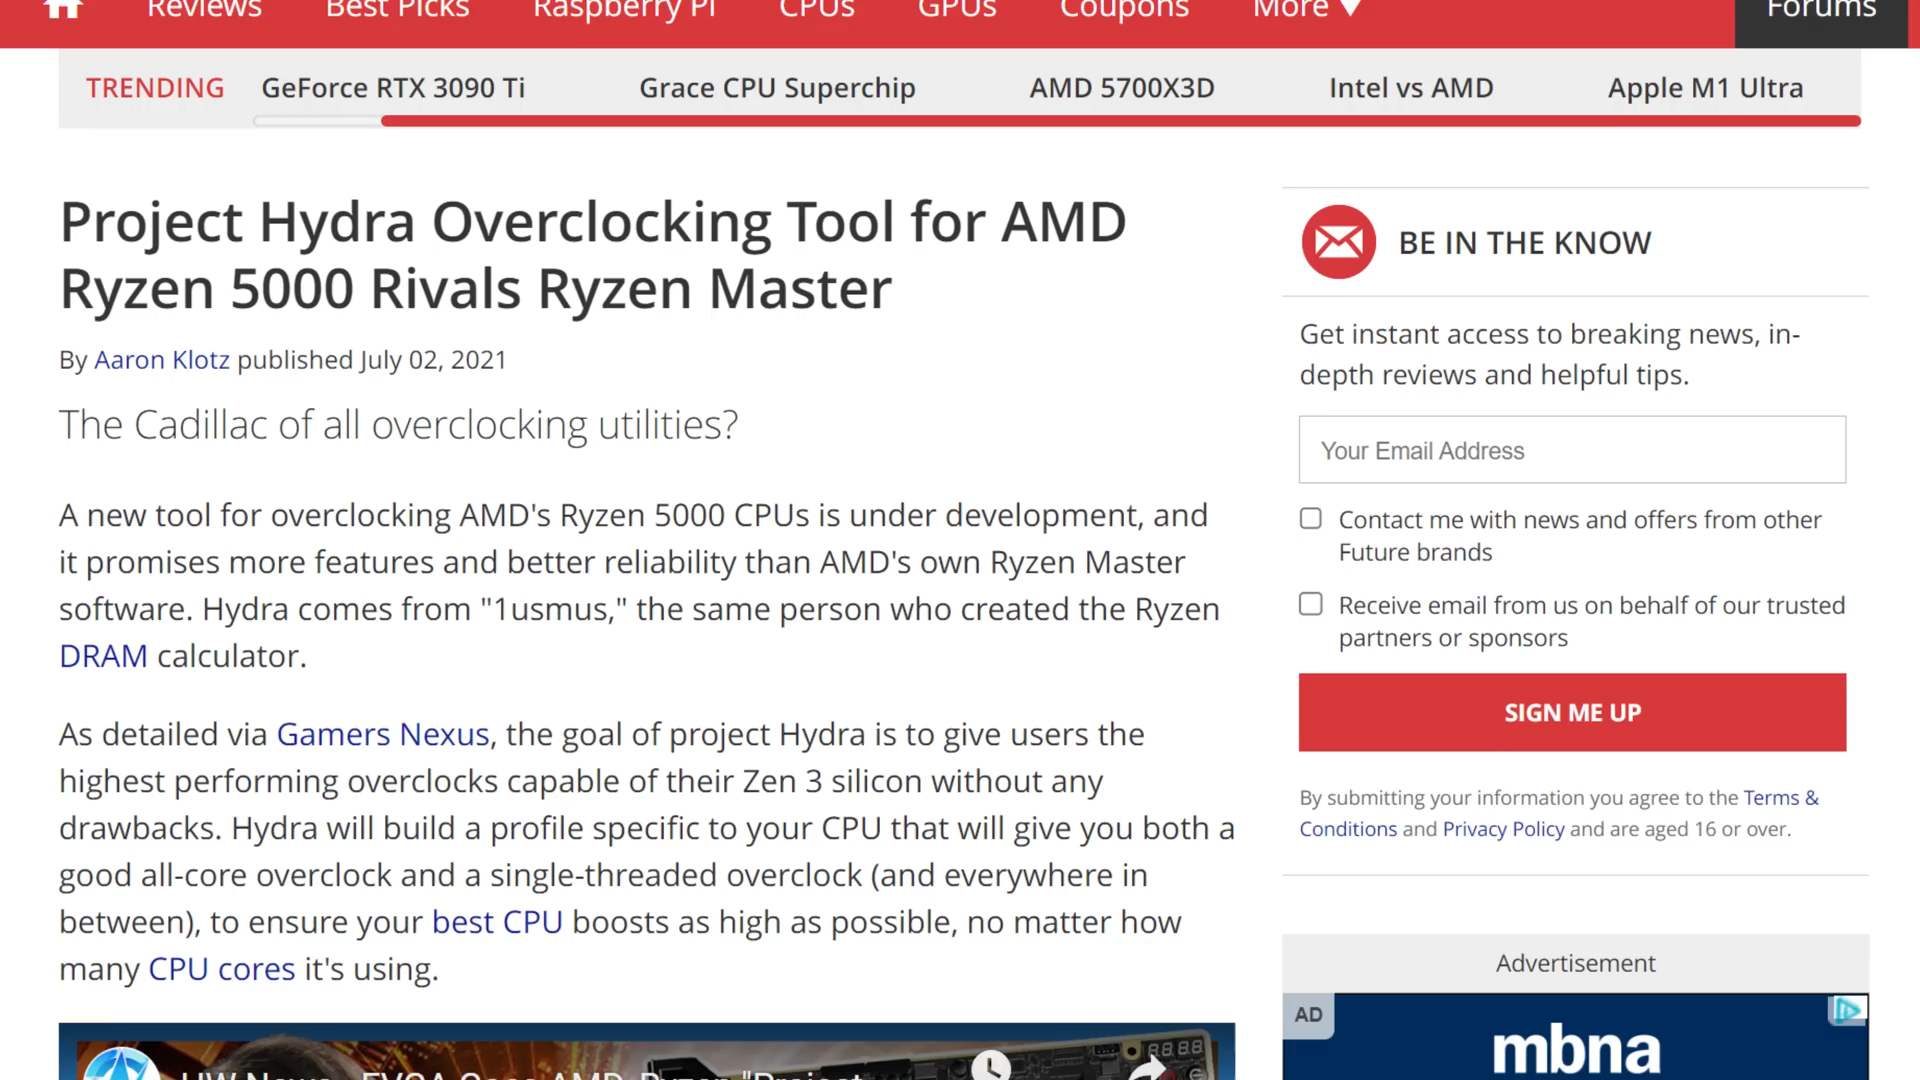 Reviews Best Picks Raspberry Pi CPUs GPUs Coupons More ▼ Forums
TRENDING GeForce RTX 3090 Ti Grace CPU Superchip AMD 5700X3D Intel vs AMD Apple M1 Ultra
Project Hydra Overclocking Tool for AMD
Ryzen 5000 Rivals Ryzen Master
By Aaron Klotz published July 02, 2021
The Cadillac of all overclocking utilities?
A new tool for overclocking AMD's Ryzen 5000 CPUs is under development, and
it promises more features and better reliability than AMD's own Ryzen Master
software. Hydra comes from "1usmus," the same person who created the Ryzen
DRAM calculator.
As detailed via Gamers Nexus, the goal of project Hydra is to give users the
highest performing overclocks capable of their Zen 3 silicon without any
drawbacks. Hydra will build a profile specific to your CPU that will give you both a
good all-core overclock and a single-threaded overclock (and everywhere in
between), to ensure your best CPU boosts as high as possible, no matter how
many CPU cores it's using.
HW News - EVGA Goes AMD, Ryzen "Project
8888
BE IN THE KNOW
Get instant access to breaking news, in-
depth reviews and helpful tips.
Your Email Address
Contact me with news and offers from other
Future brands
Receive email from us on behalf of our trusted
partners or sponsors
SIGN ME UP
By submitting your information you agree to the Terms &
Conditions and Privacy Policy and are aged 16 or over.
Advertisement
AD
mbna